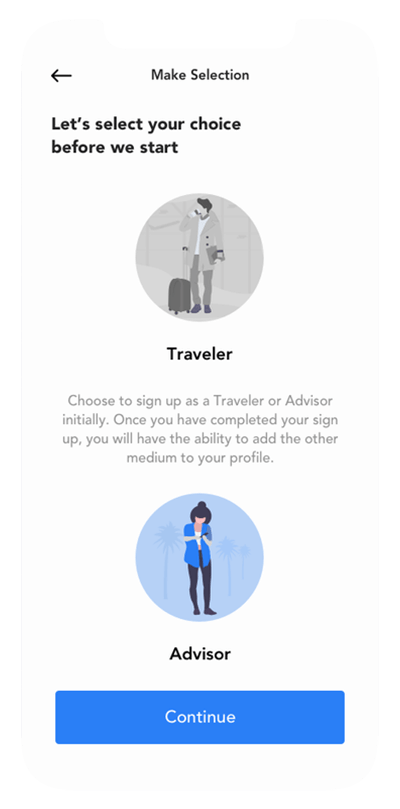 Make Selection
Let's select your choice
before we start
Traveler
Choose to sign up as a Traveler or Advisor
initially. Once you have completed your sign
up, you will have the ability to add the other
medium to your profile.
Advisor
Continue